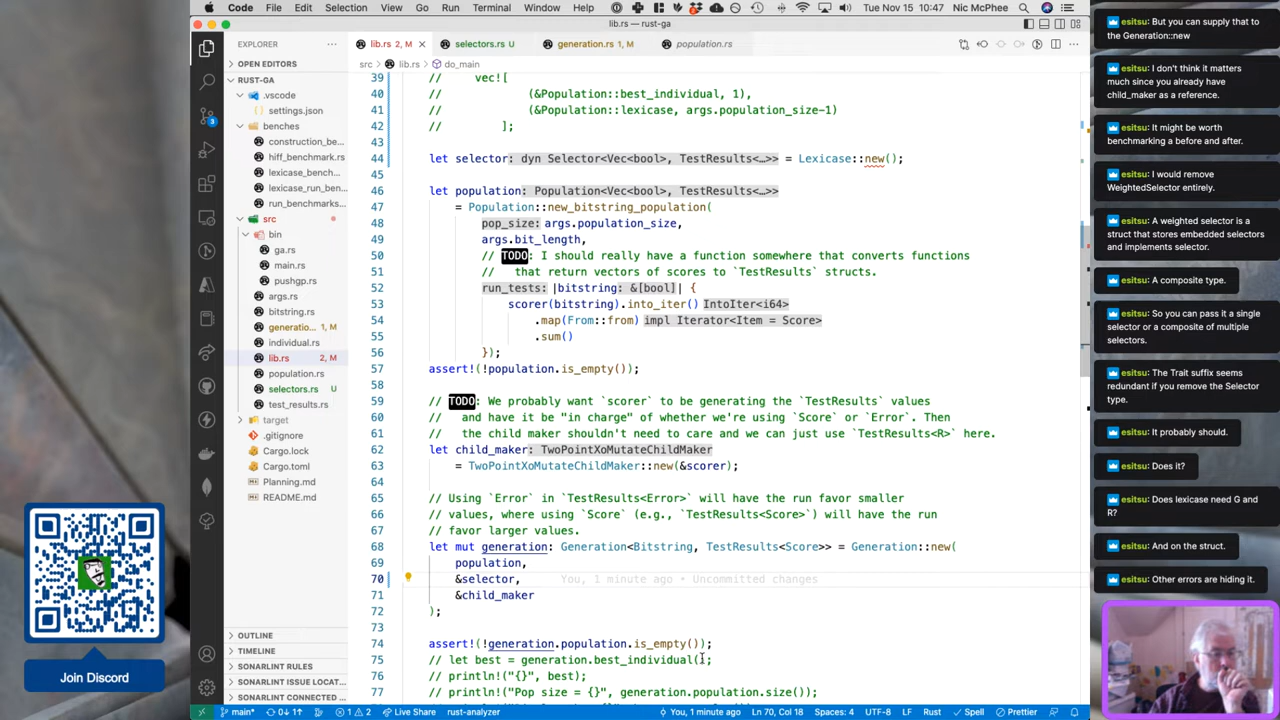 Code File Edit Selection View Go Run Terminal Window Help
Tue Nov 15 10:47 Nic McPhee
lib.rs — rust-ga
EXPLORER
OPEN EDITORS
RUST-GA
.vscode
settings.json
benches
construction_be...
hiff_benchmark.rs
lexicase_bench...
lexicase_run_ben...
run_benchmarks...
src
bin
ga.rs
main.rs
pushgp.rs
args.rs
bitstring.rs
generatio... 1, M
individual.rs
lib.rs 2, M
population.rs
selectors.rs U
test_results.rs
target
.gitignore
Cargo.lock
Cargo.toml
Planning.md
README.md
OUTLINE
TIMELINE
SONARLINT RULES
SONARLINT ISSUE LOCATIONS
SONARLINT CONNECTED
lib.rs 2, M
selectors.rs U
generation.rs 1, M
population.rs
src > lib.rs > do_main
39 // vec![
40 // (&Population::best_individual, 1),
41 // (&Population::lexicase, args.population_size-1)
42 // ];
43
44 let selector: dyn Selector<Vec<bool>, TestResults<…>> = Lexicase::new();
45
46 let population: Population<Vec<bool>, TestResults<…>>
47 = Population::new_bitstring_population(
48 pop_size: args.population_size,
49 args.bit_length,
50 // TODO: I should really have a function somewhere that converts functions
51 // that return vectors of scores to `TestResults` structs.
52 run_tests: |bitstring: &[bool]| {
53 scorer(bitstring).into_iter() IntoIter<i64>
54 .map(From::from) impl Iterator<Item = Score>
55 .sum()
56 });
57 assert!(!population.is_empty());
58
59 // TODO: We probably want `scorer` to be generating the `TestResults` values
60 // and have it be "in charge" of whether we're using `Score` or `Error`. Then
61 // the child maker shouldn't need to care and we can just use `TestResults<R>` here.
62 let child_maker: TwoPointXoMutateChildMaker
63 = TwoPointXoMutateChildMaker::new(&scorer);
64
65 // Using `Error` in `TestResults<Error>` will have the run favor smaller
66 // values, where using `Score` (e.g., `TestResults<Score>`) will have the run
67 // favor larger values.
68 let mut generation: Generation<Bitstring, TestResults<Score>> = Generation::new(
69 population,
70 &selector, You, 1 minute ago • Uncommitted changes
71 &child_maker
72 );
73
74 assert!(!generation.population.is_empty());
75 // let best = generation.best_individual();
76 // println!("{}", best);
77 // println!("Pop size = {}", generation.population.size());
main* 0↓ 1↑ 1 2 Live Share rust-analyzer You, 1 minute ago Ln 70, Col 18 Spaces: 4 UTF-8 LF Rust Spell Prettier
Join Discord
esitsu: But you can supply that to
the Generation::new
esitsu: I don't think it matters
much since you already have
child_maker as a reference.
esitsu: It might be worth
benchmarking a before and after.
esitsu: I would remove
WeightedSelector entirely.
esitsu: A weighted selector is a
struct that stores embedded
selectors and implements selector.
esitsu: A composite type.
esitsu: So you can pass it a single
selector or a composite of multiple
selectors.
esitsu: The Trait suffix seems
redundant if you remove the Selector
type.
esitsu: It probably should.
esitsu: Does it?
esitsu: Does lexicase need G and
R?
esitsu: And on the struct.
esitsu: Other errors are hiding it.